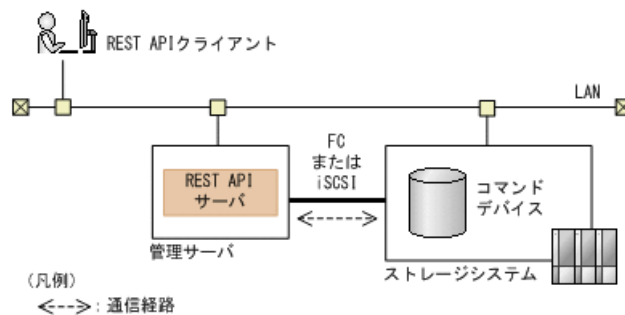 REST APIクライアント
LAN
FC
または
iSCSI
REST API
サーバ
コマンド
デバイス
管理サーバ
ストレージシステム
(凡例)
<--->：通信経路